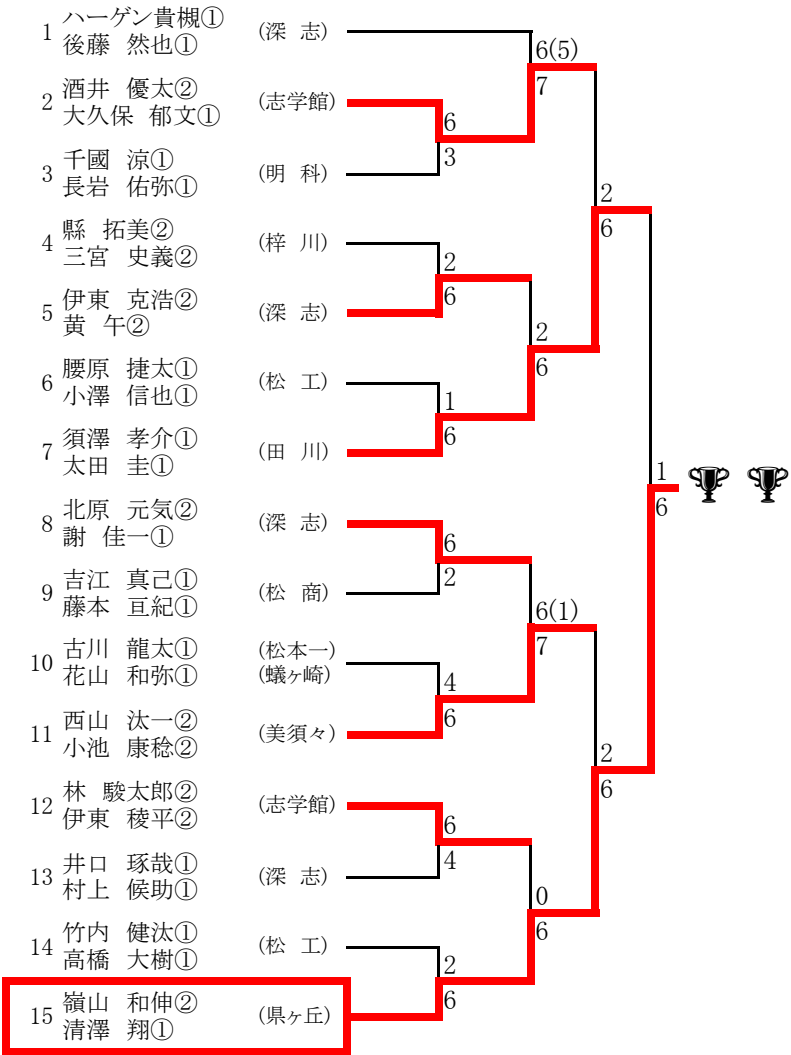 1 ハーゲン貴槻① (深 志)
後藤 然也①
6(5)
7
2 酒井 優太② (志学館)
大久保 郁文①
6
3
3 千國 涼① (明 科)
長岩 佑弥①
2
6
4 縣 拓美② (梓 川)
三宮 史義②
2
6
5 伊東 克浩② (深 志)
黄 午②
2
6
6 腰原 捷太① (松 工)
小澤 信也①
1
6
7 須澤 孝介① (田 川)
太田 圭①
1
6
8 北原 元気② (深 志)
謝 佳一①
6
2
9 吉江 真己① (松 商)
藤本 亘紀①
6(1)
7
10 古川 龍太① (松本一)
花山 和弥① (蟻ヶ崎)
4
6
11 西山 汰一② (美須々)
小池 康稔②
2
6
12 林 駿太郎② (志学館)
伊東 稜平②
6
4
13 井口 琢哉① (深 志)
村上 侯助①
0
6
14 竹内 健汰① (松 工)
高橋 大樹①
2
6
15 嶺山 和伸② (県ヶ丘)
清澤 翔①